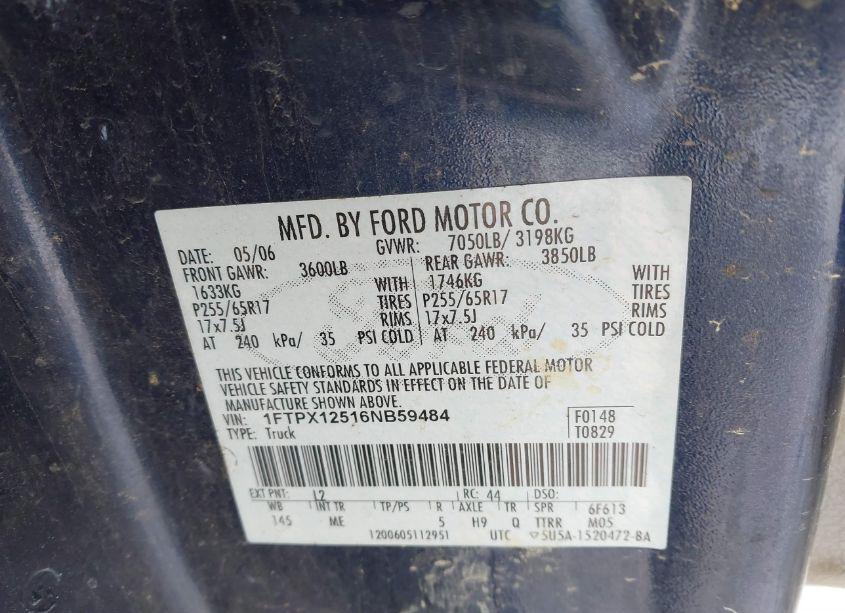 MFD. BY FORD MOTOR CO.
DATE: 05/06 GVWR: 7050LB/ 3198KG
FRONT GAWR: 3600LB REAR GAWR: 3850LB
1633KG WITH 1746KG WITH
P255/65R17 TIRES P255/65R17 TIRES
17x7.5J RIMS 17x7.5J RIMS
AT 240 kPa/ 35 PSI COLD AT 240 kPa/ 35 PSI COLD
THIS VEHICLE CONFORMS TO ALL APPLICABLE FEDERAL MOTOR
VEHICLE SAFETY STANDARDS IN EFFECT ON THE DATE OF
MANUFACTURE SHOWN ABOVE.
VIN: 1FTPX12516NB59484 F0148
TYPE: Truck T0829
EXT PNT: L2 RC: 44 DSO:
WB INT TR TP/PS R AXLE TR SPR 6F613
145 ME 5 H9 Q TTRR M05
1200605112951 UTC 5U5A-1520472-BA